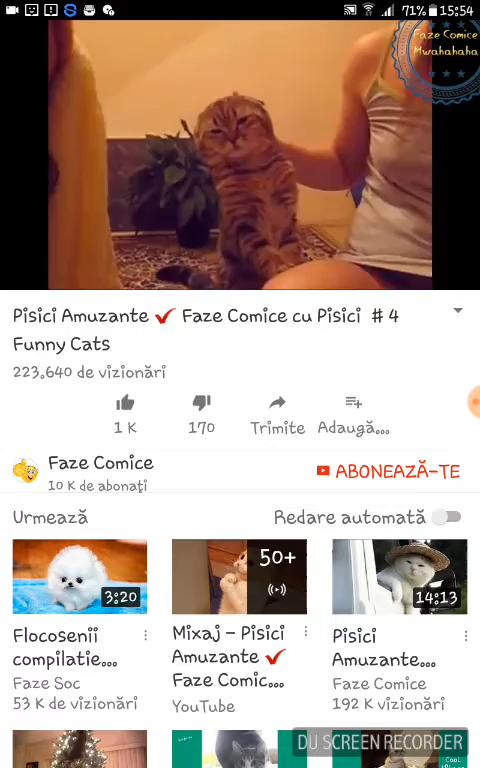 71% 15:54
Faze Comice
Mwahahaha
Pisici Amuzante ✔ Faze Comice cu Pisici # 4
Funny Cats
223.640 de vizionări
1 K 170 Trimite Adaugă...
Faze Comice
10 K de abonați
ABONEAZĂ-TE
Urmează Redare automată
3:20 50+ 14:13
Flocosenii
compilatie...
Faze Soc
53 K de vizionări
Mixaj - Pisici
Amuzante ✔
Faze Comic...
YouTube
Pisici
Amuzante...
Faze Comice
192 K vizionări
DU SCREEN RECORDER